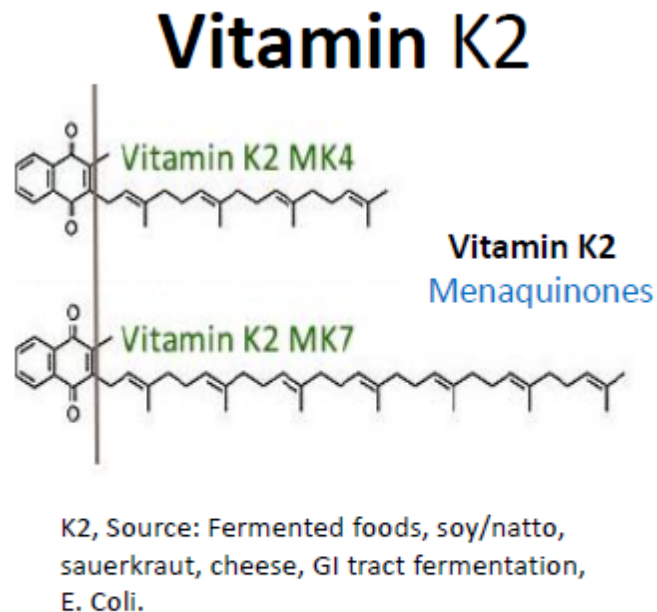 Vitamin K2
O
Vitamin K2 MK4
O
Vitamin K2
Menaquinones
O
Vitamin K2 MK7
O
K2, Source: Fermented foods, soy/natto,
sauerkraut, cheese, GI tract fermentation,
E. Coli.